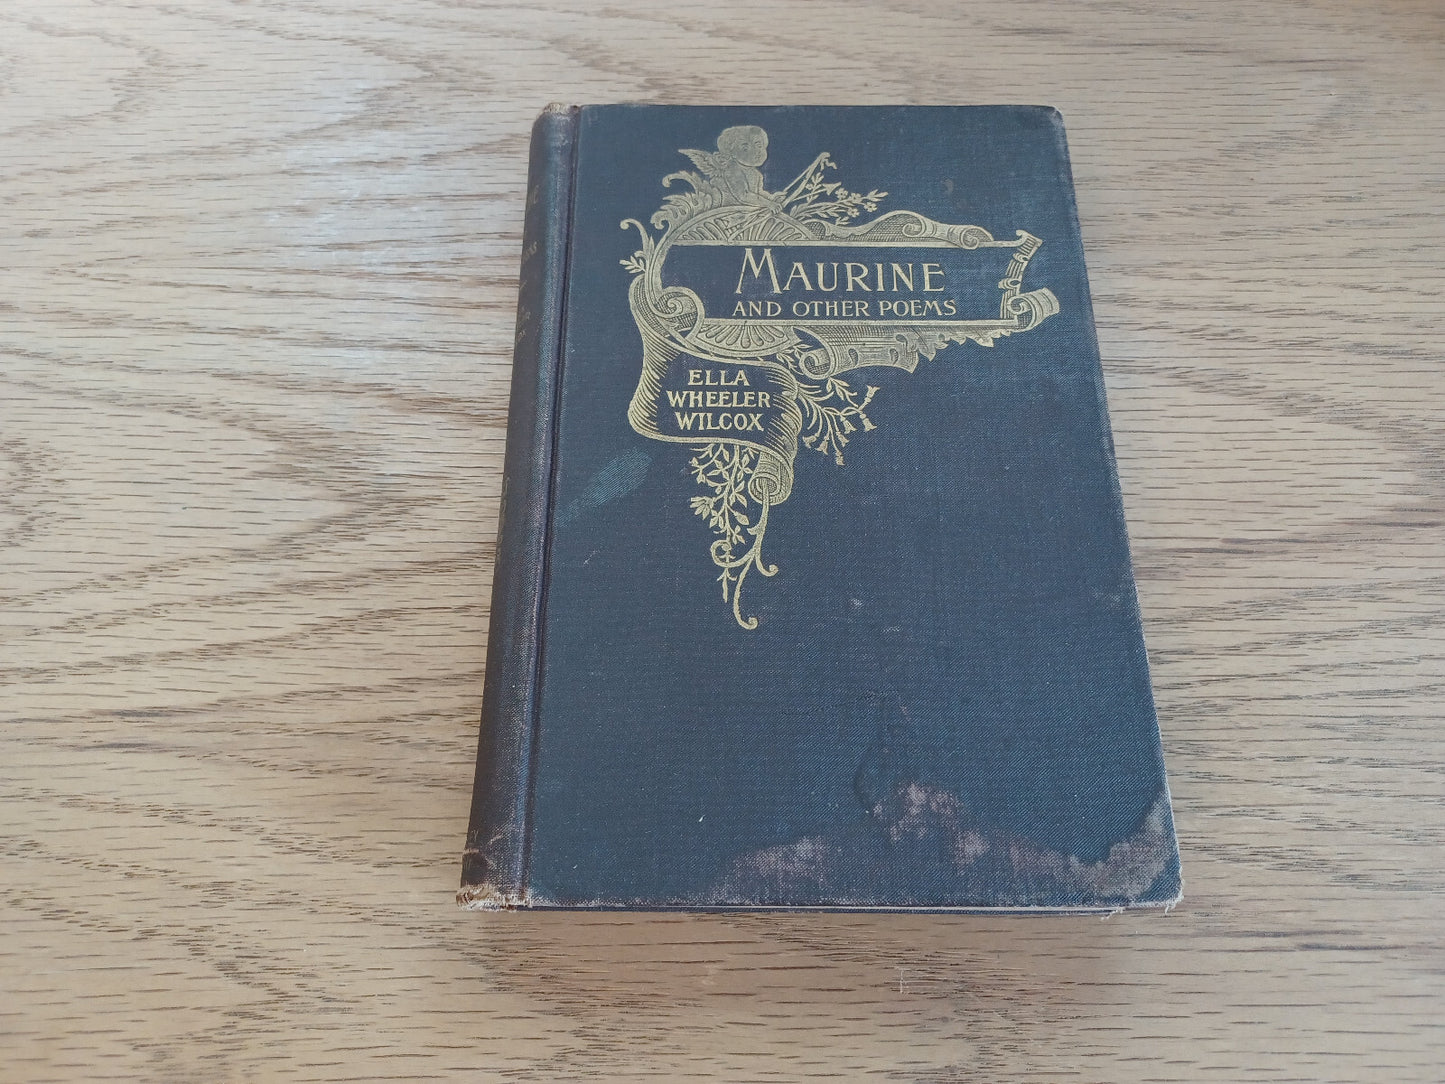 MAURINE
AND OTHER POEMS
ELLA
WHEELER
WILCOX